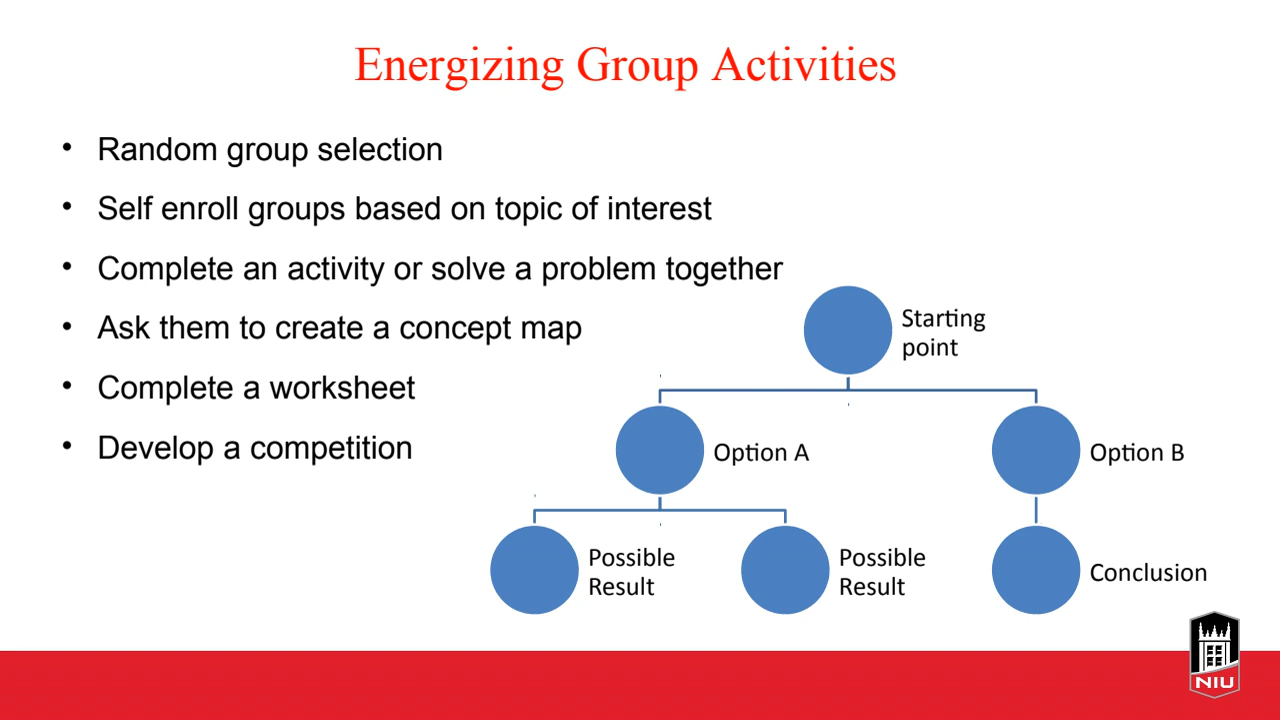 Energizing Group Activities
• Random group selection
• Self enroll groups based on topic of interest
• Complete an activity or solve a problem together
• Ask them to create a concept map
• Complete a worksheet
• Develop a competition
Starting
point
Option A
Option B
Possible
Result
Possible
Result
Conclusion
NIU